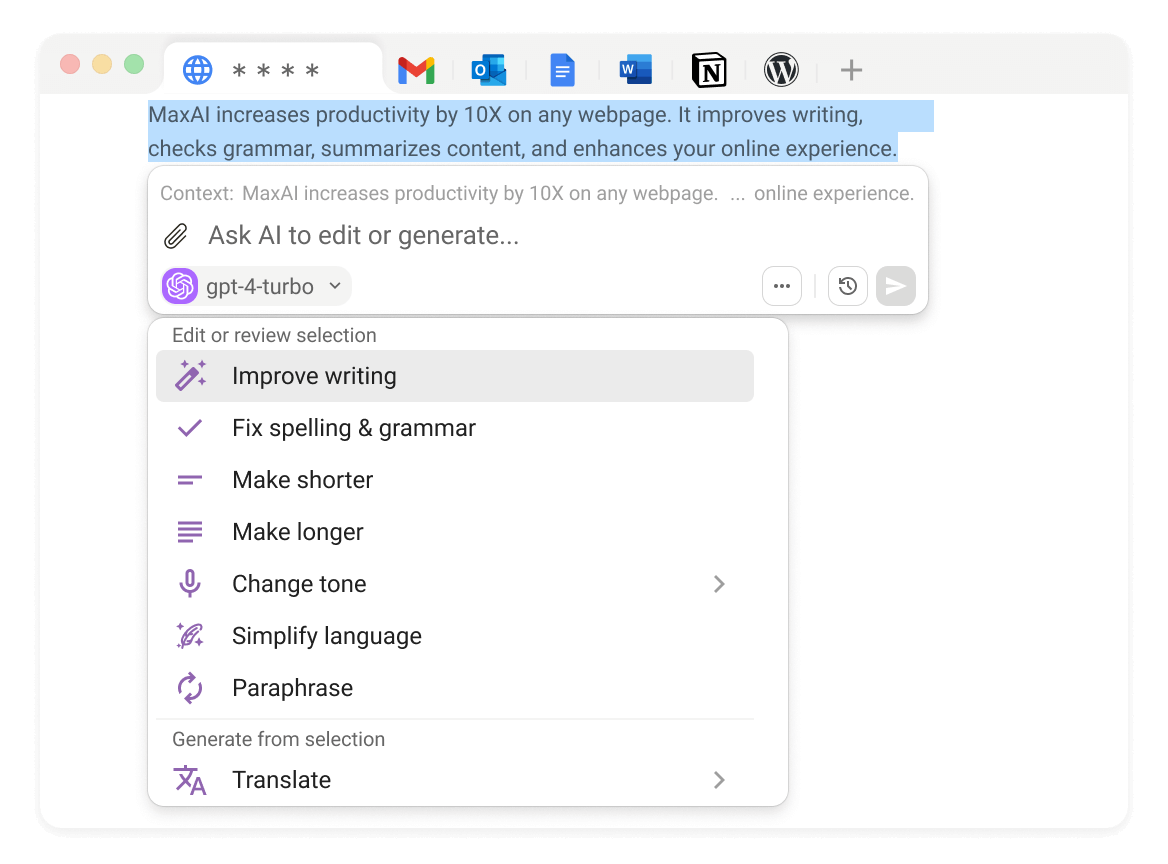 * * * *
MaxAI increases productivity by 10X on any webpage. It improves writing,
checks grammar, summarizes content, and enhances your online experience.
Context: MaxAI increases productivity by 10X on any webpage. ... online experience.
Ask AI to edit or generate...
gpt-4-turbo
Edit or review selection
Improve writing
Fix spelling & grammar
Make shorter
Make longer
Change tone
Simplify language
Paraphrase
Generate from selection
Translate